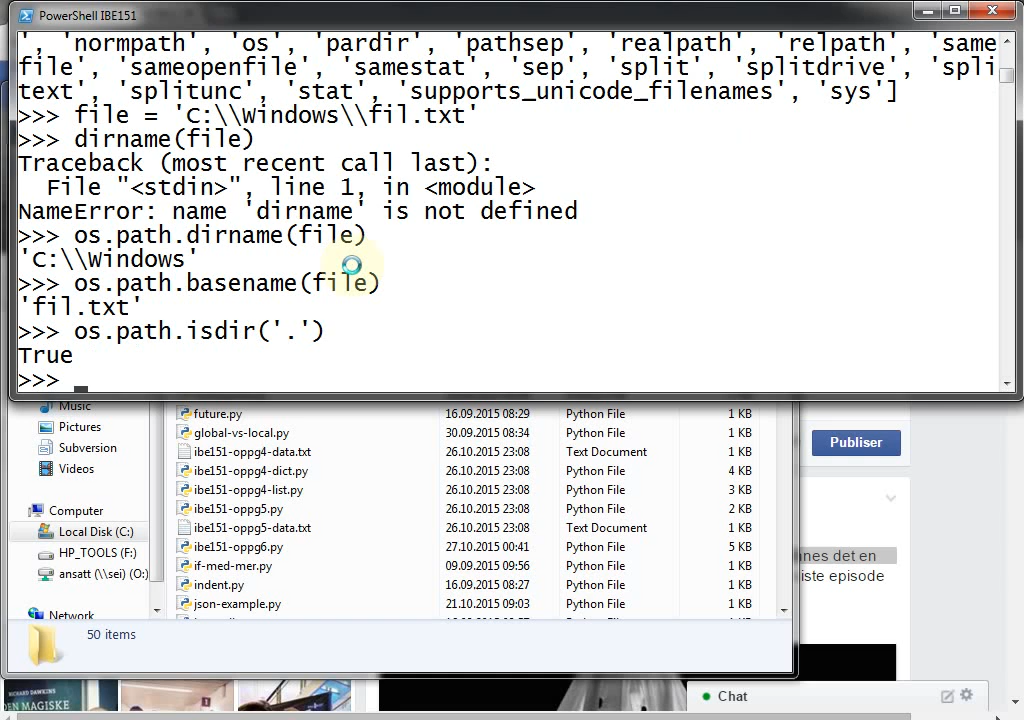 PowerShell IBE151
', 'normpath', 'os', 'pardir', 'pathsep', 'realpath', 'relpath', 'same
file', 'sameopenfile', 'samestat', 'sep', 'split', 'splitdrive', 'spli
text', 'splitunc', 'stat', 'supports_unicode_filenames', 'sys']
>>> file = 'C:\\Windows\\fil.txt'
>>> dirname(file)
Traceback (most recent call last):
  File "<stdin>", line 1, in <module>
NameError: name 'dirname' is not defined
>>> os.path.dirname(file)
'C:\\Windows'
>>> os.path.basename(file)
'fil.txt'
>>> os.path.isdir('.')
True
>>>
Music
Pictures
Subversion
Videos
Computer
Local Disk (C:)
HP_TOOLS (F:)
ansatt (\\sei) (O:)
Network
future.py 16.09.2015 08:29 Python File 1 KB
global-vs-local.py 30.09.2015 08:34 Python File 1 KB
ibe151-oppg4-data.txt 26.10.2015 23:08 Text Document 1 KB
ibe151-oppg4-dict.py 26.10.2015 23:08 Python File 4 KB
ibe151-oppg4-list.py 26.10.2015 23:08 Python File 3 KB
ibe151-oppg5.py 26.10.2015 23:08 Python File 2 KB
ibe151-oppg5-data.txt 26.10.2015 23:08 Text Document 1 KB
ibe151-oppg6.py 27.10.2015 00:41 Python File 5 KB
if-med-mer.py 09.09.2015 09:56 Python File 1 KB
indent.py 16.09.2015 08:27 Python File 1 KB
json-example.py 21.10.2015 09:03 Python File 1 KB
50 items
Publiser
det en
iste episode
RICHARD DAWKINS
DEN MAGISKE
Chat